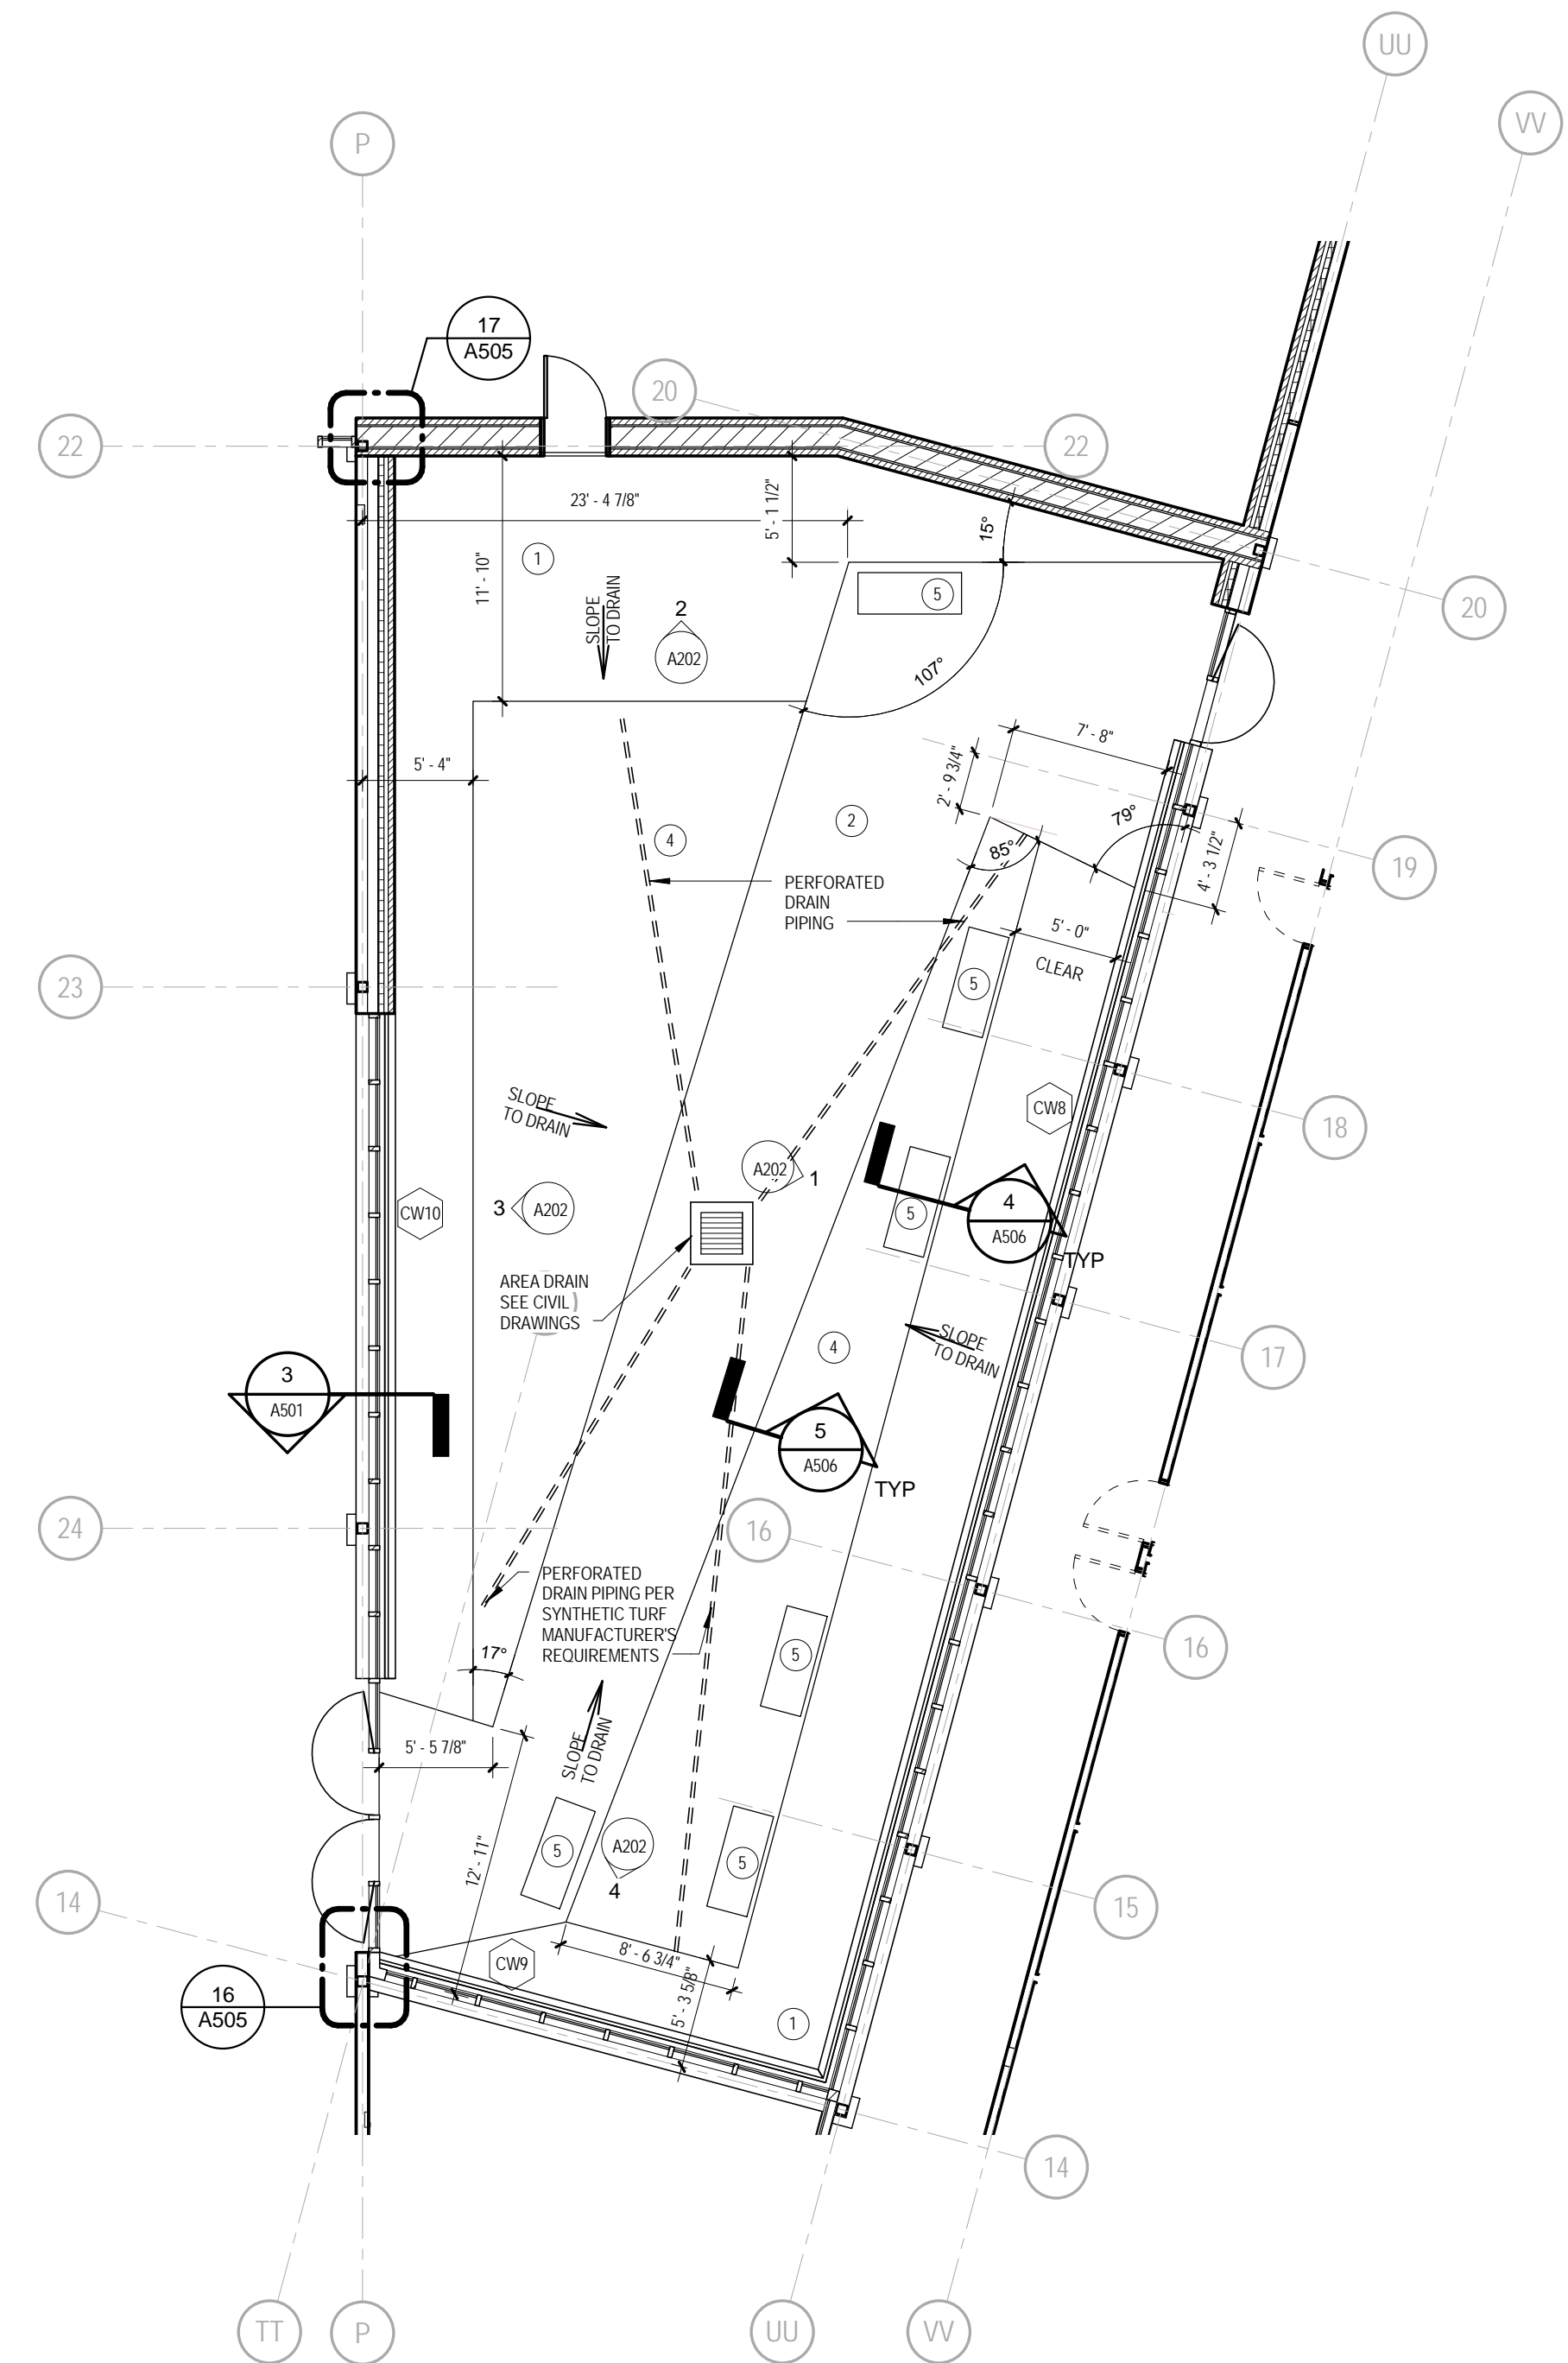 UU
VV
P
17
A505
20
22
22
23' - 4 7/8"
5' - 1 1/2"
15°
11' - 10"
1
SLOPE
TO DRAIN
2
A202
5
20
107°
7' - 8"
2' - 9 3/4"
5' - 4"
79°
2
4
85°
4' - 3 1/2"
19
PERFORATED
DRAIN
PIPING
5' - 0"
CLEAR
5
23
SLOPE
TO DRAIN
CW8
18
A202
1
CW10
3
A202
5
4
A506
TYP
AREA DRAIN
SEE CIVIL
DRAWINGS
4
SLOPE
TO DRAIN
17
3
A501
5
A506
TYP
24
16
PERFORATED
DRAIN PIPING PER
SYNTHETIC TURF
MANUFACTURER'S
REQUIREMENTS
17°
5
16
5' - 5 7/8"
SLOPE
TO DRAIN
12' - 11"
5
A202
4
5
14
15
8' - 6 3/4"
CW9
5' - 3 5/8"
16
A505
1
14
TT
P
UU
VV